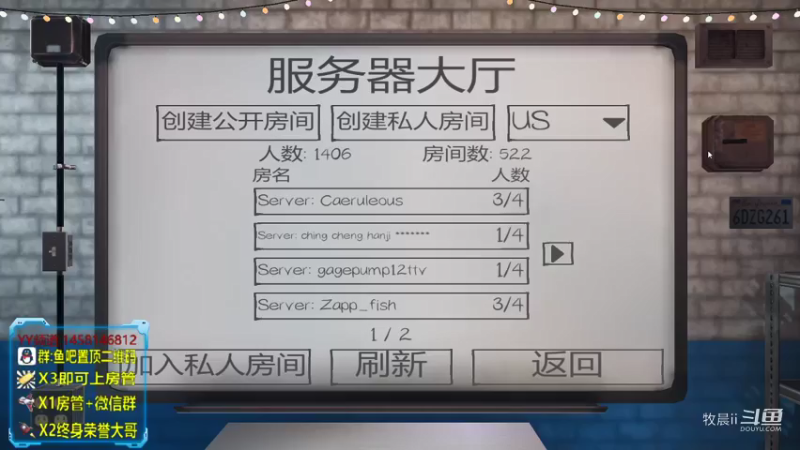 服务器大厅
创建公开房间 创建私人房间 US
人数: 1406 房间数: 522
房名 人数
Server: Caeruleous 3/4
Server: ching cheng hanji ******* 1/4
Server: gagepump12ttv 1/4
Server: Zapp_fish 3/4
1 / 2
加入私人房间 刷新 返回
6DZG261
群:鱼吧置顶二维码
X3即可上房管
X1房管+微信群
X2终身荣誉大哥
牧晨ii 斗鱼
DOUYU.COM